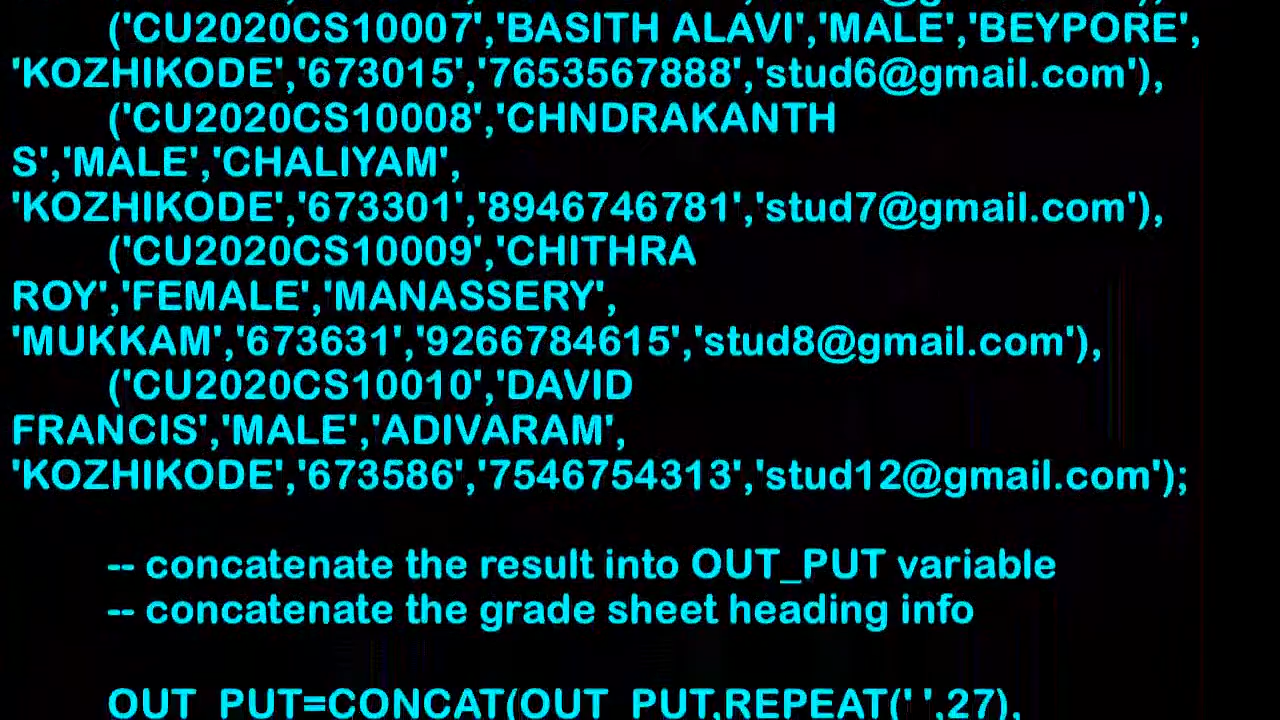 ('CU2020CS10007','BASITH ALAVI','MALE','BEYPORE',
'KOZHIKODE','673015','7653567888','stud6@gmail.com'),
('CU2020CS10008','CHNDRAKANTH
S','MALE','CHALIYAM',
'KOZHIKODE','673301','8946746781','stud7@gmail.com'),
('CU2020CS10009','CHITHRA
ROY','FEMALE','MANASSERY',
'MUKKAM','673631','9266784615','stud8@gmail.com'),
('CU2020CS10010','DAVID
FRANCIS','MALE','ADIVARAM',
'KOZHIKODE','673586','7546754313','stud12@gmail.com');
-- concatenate the result into OUT_PUT variable
-- concatenate the grade sheet heading info
OUT_PUT=CONCAT(OUT_PUT,REPEAT(' ',27),